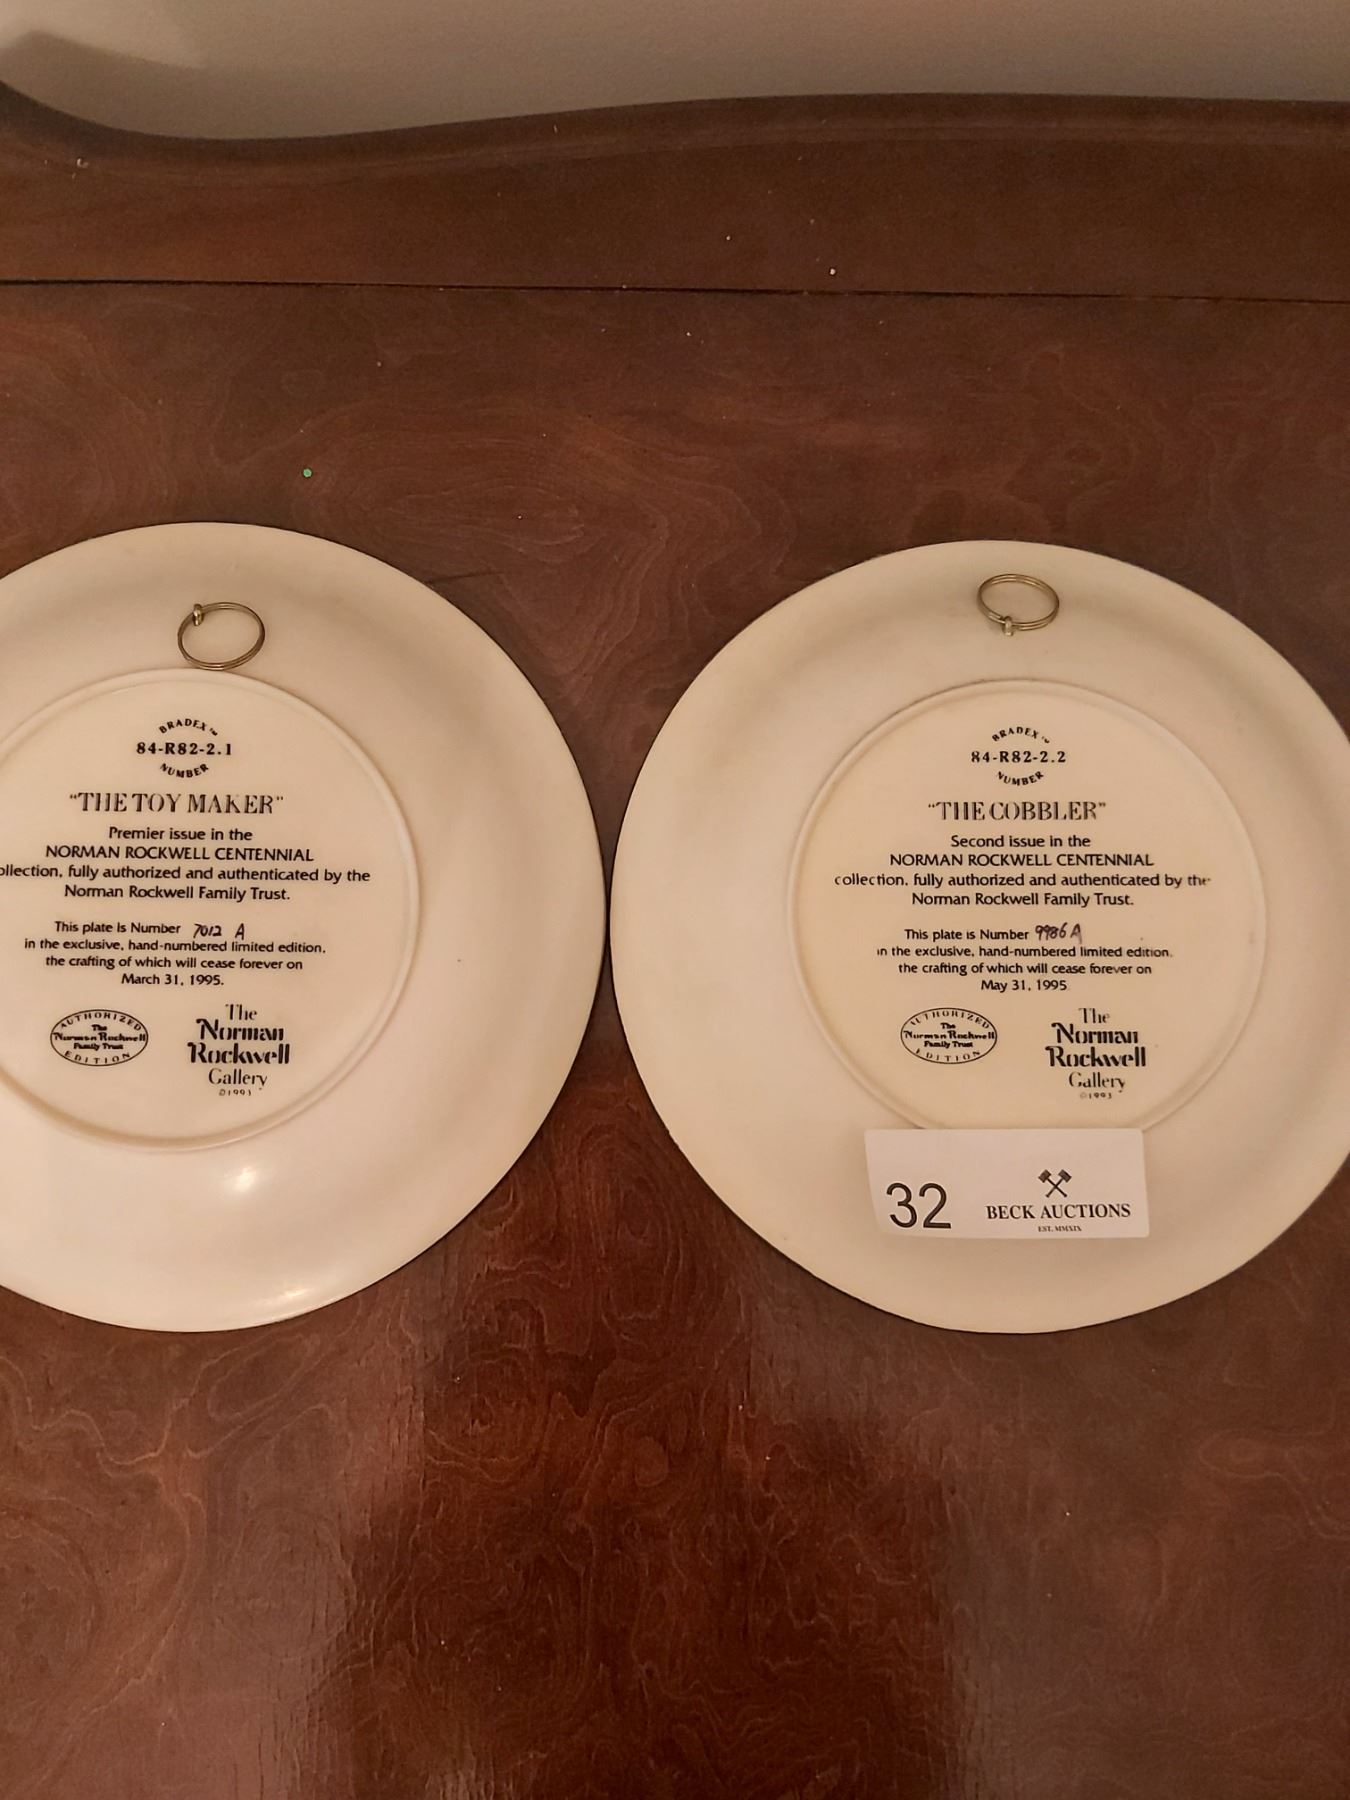 BRADEX™
84-R82-2.1
NUMBER
"THE TOY MAKER"
Premier issue in the
NORMAN ROCKWELL CENTENNIAL
ollection, fully authorized and authenticated by the
Norman Rockwell Family Trust.
This plate is Number 7012 A
in the exclusive, hand-numbered limited edition,
the crafting of which will cease forever on
March 31, 1995.
AUTHORIZED
The
Norman Rockwell
Family Trust
EDITION
The
Norman
Rockwell
Gallery
©1993
BRADEX™
84-R82-2.2
NUMBER
"THE COBBLER"
Second issue in the
NORMAN ROCKWELL CENTENNIAL
collection, fully authorized and authenticated by the
Norman Rockwell Family Trust.
This plate is Number 9986 A
in the exclusive, hand-numbered limited edition,
the crafting of which will cease forever on
May 31, 1995
AUTHORIZED
The
Norman Rockwell
Family Trust
EDITION
The
Norman
Rockwell
Gallery
©1993
32
BECK AUCTIONS
EST. MMXIX